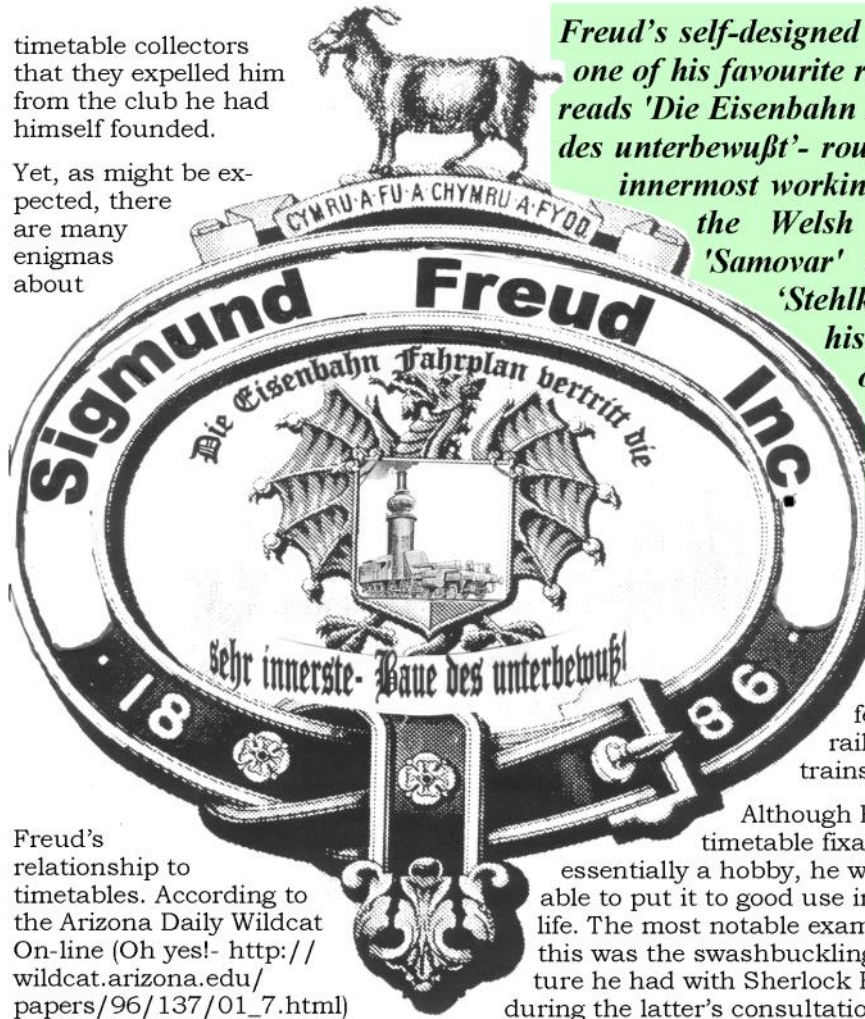 timetable collectors
that they expelled him
from the club he had
himself founded.
Yet, as might be ex-
pected, there
are many
enigmas
about
Freud's
relationship to
timetables. According to
the Arizona Daily Wildcat
On-line (Oh yes!- http://
wildcat.arizona.edu/
papers/96/137/01_7.html)
CYMRU·A·FU·A·CHYMRU·A·FYDD
Sigmund Freud Inc.
Die Eisenbahn Fahrplan vertritt die
sehr innerste- Baue des unterbewußt
18 86
Freud's self-designed
one of his favourite
reads 'Die Eisenbahn
des unterbewußt'- rou
innermost workin
the Welsh
'Samovar'
‘Stehlk
his
rail
trains
Although
timetable fixa
essentially a hobby, he w
able to put it to good use in
life. The most notable exam
this was the swashbuckling
ture he had with Sherlock
during the latter's consultatio